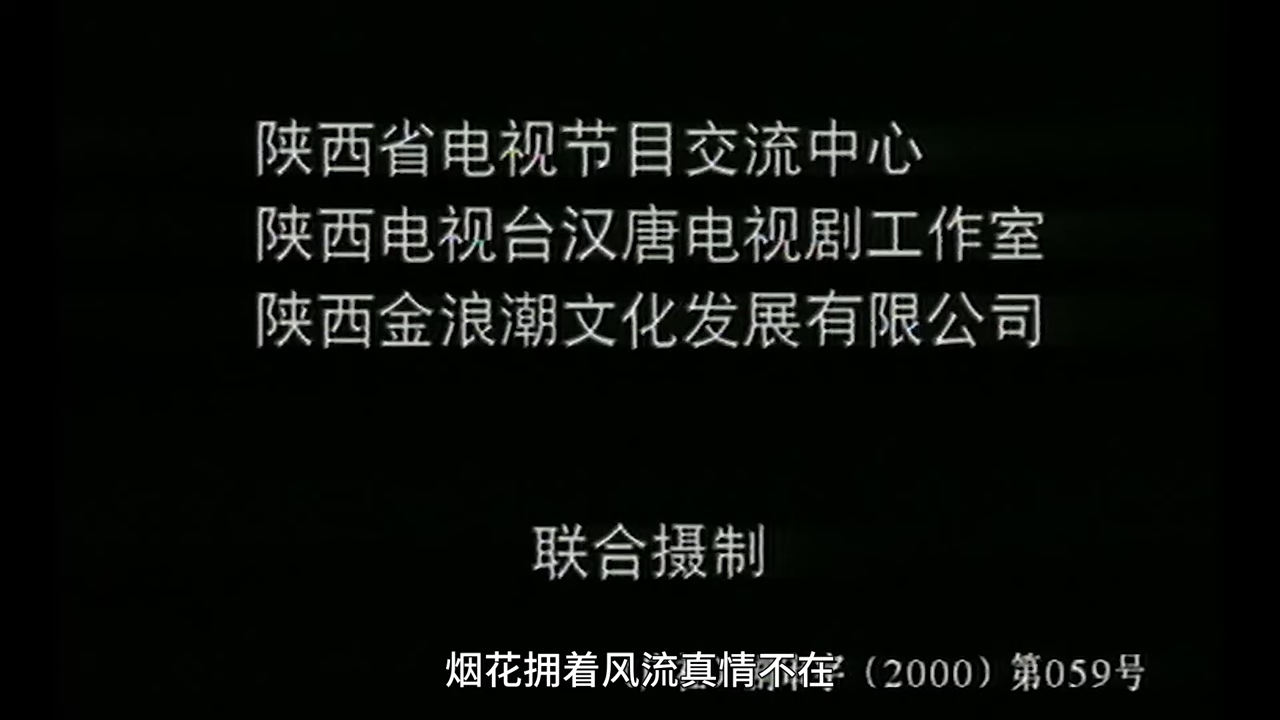 陕西省电视节目交流中心
陕西电视台汉唐电视剧工作室
陕西金浪潮文化发展有限公司
联合摄制
烟花拥着风流真情不在
字（2000）第059号